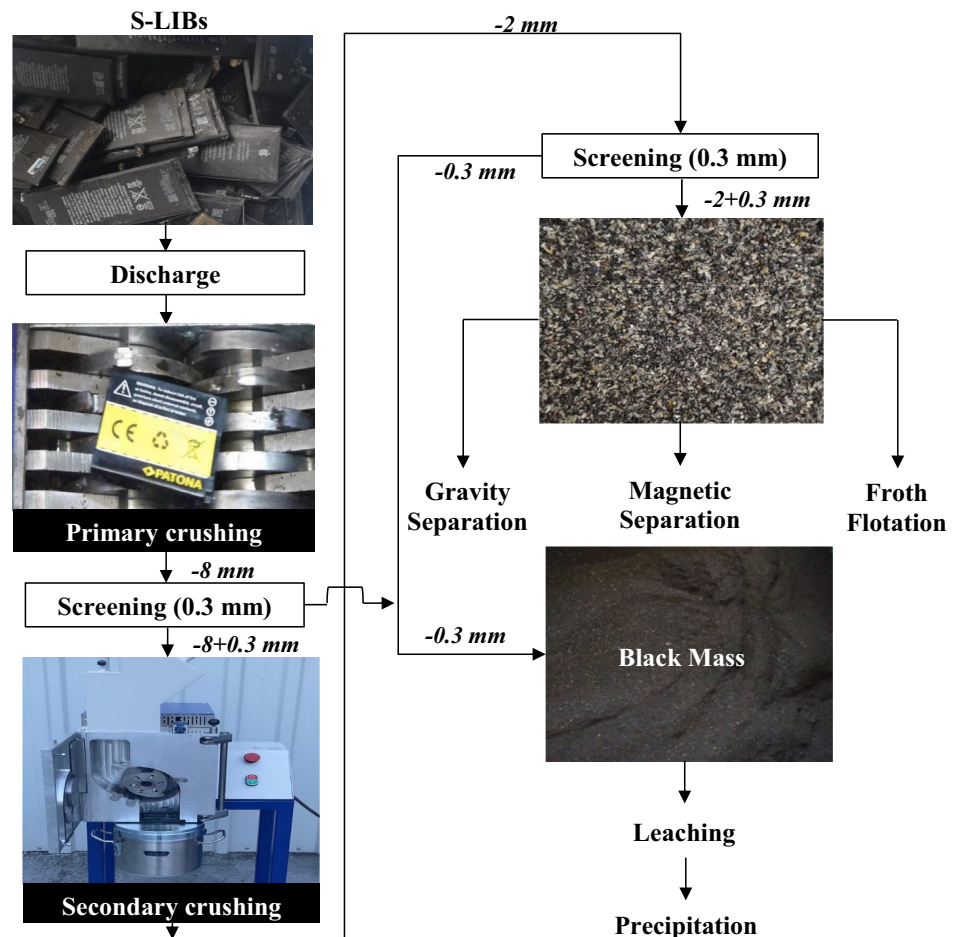 S-LIBs
Discharge
CE
PATONA
Primary crushing
-8 mm
Screening (0.3 mm)
-8+0.3 mm
Secondary crushing
-2 mm
Screening (0.3 mm)
-0.3 mm
-2+0.3 mm
Gravity
Separation
Magnetic
Separation
Froth
Flotation
-0.3 mm
Black Mass
Leaching
Precipitation